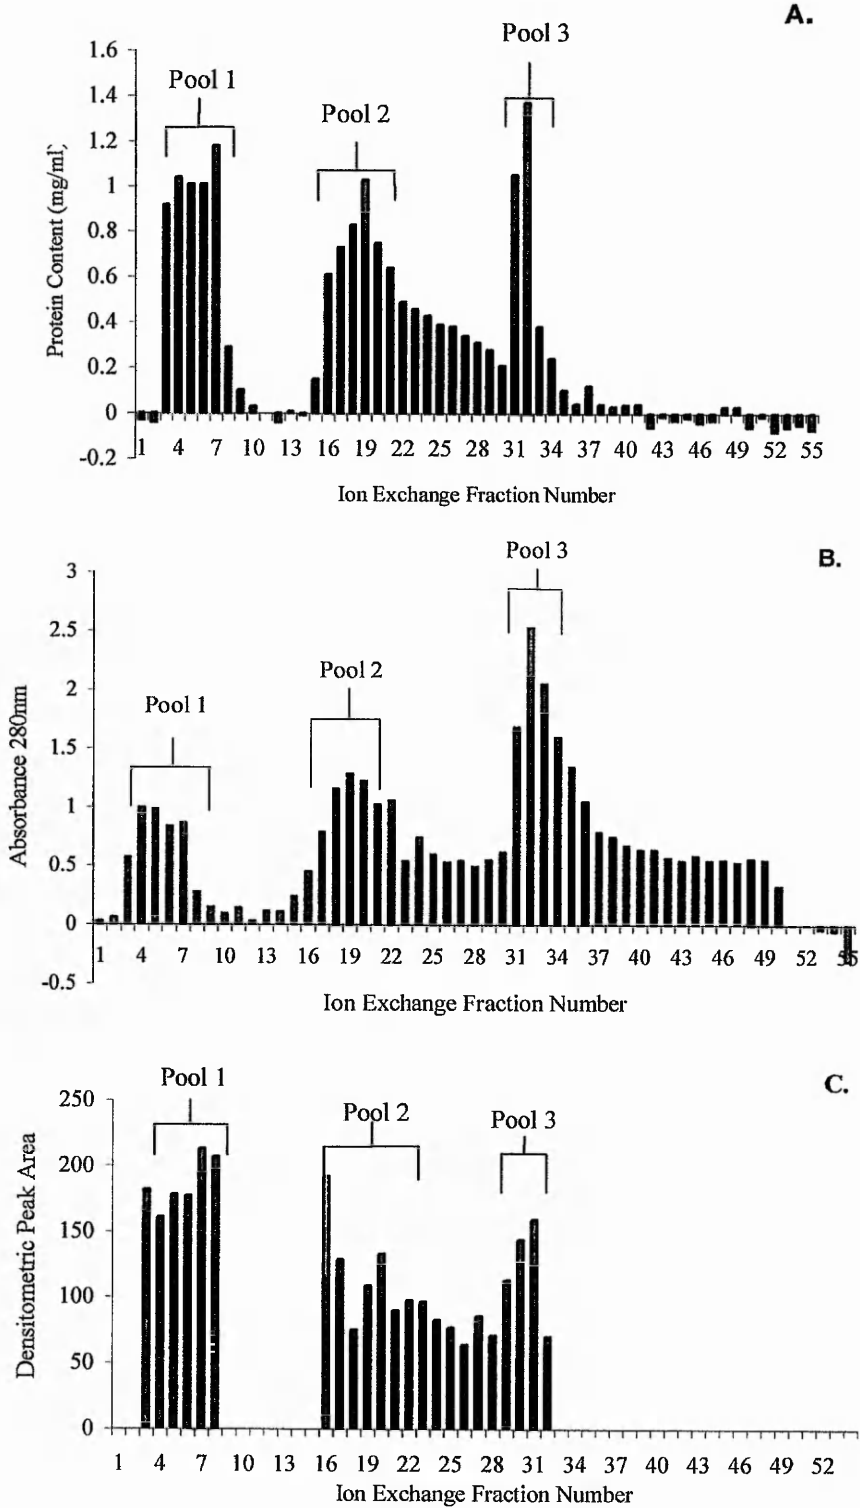 A.
Pool 3
Pool 1
Pool 2
1.6
1.4
1.2
1
0.8
0.6
0.4
0.2
0
-0.2
Protein Content (mg/ml)
1 4 7 10 13 16 19 22 25 28 31 34 37 40 43 46 49 52 55
Ion Exchange Fraction Number
B.
Pool 3
Pool 2
Pool 1
3
2.5
2
1.5
1
0.5
0
-0.5
Absorbance 280nm
1 4 7 10 13 16 19 22 25 28 31 34 37 40 43 46 49 52 55
Ion Exchange Fraction Number
C.
Pool 1
Pool 2
Pool 3
250
200
150
100
50
0
Densitometric Peak Area
1 4 7 10 13 16 19 22 25 28 31 34 37 40 43 46 49 52
Ion Exchange Fraction Number